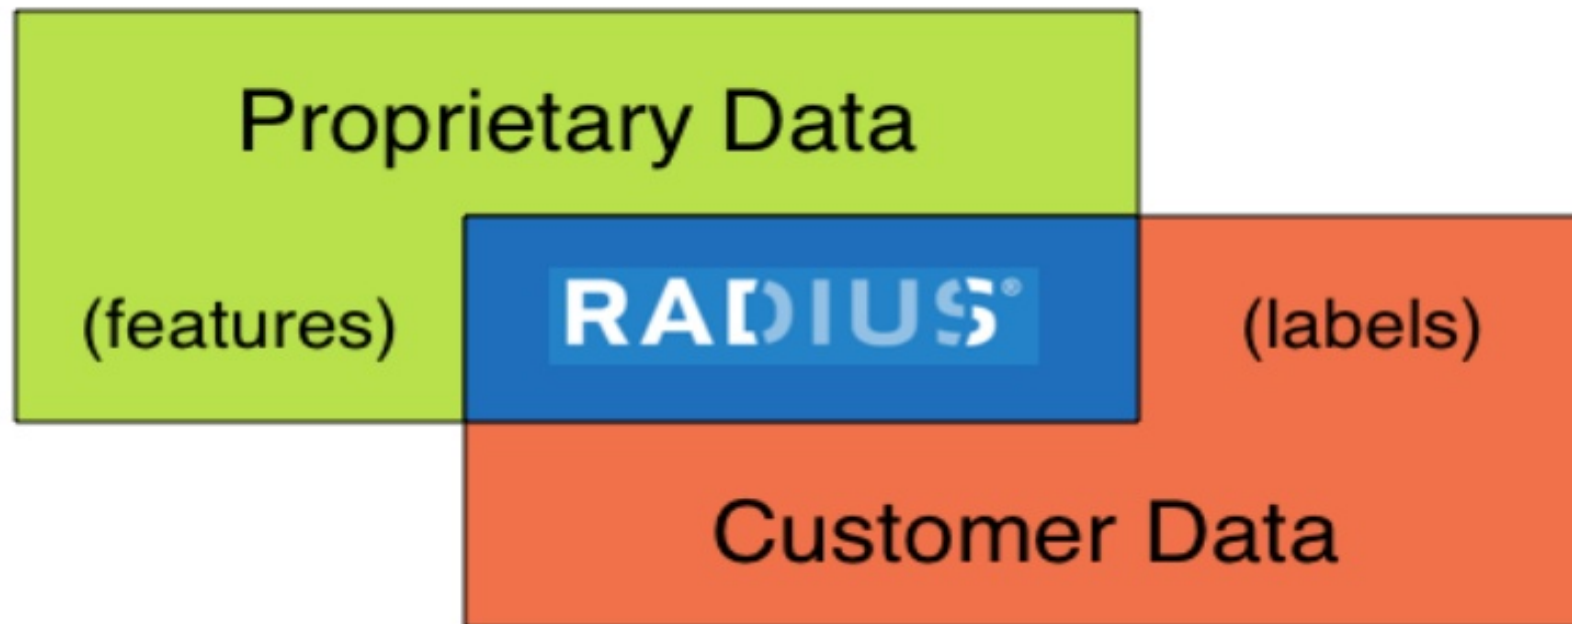 Proprietary Data
(features)
RADIUS®
(labels)
Customer Data